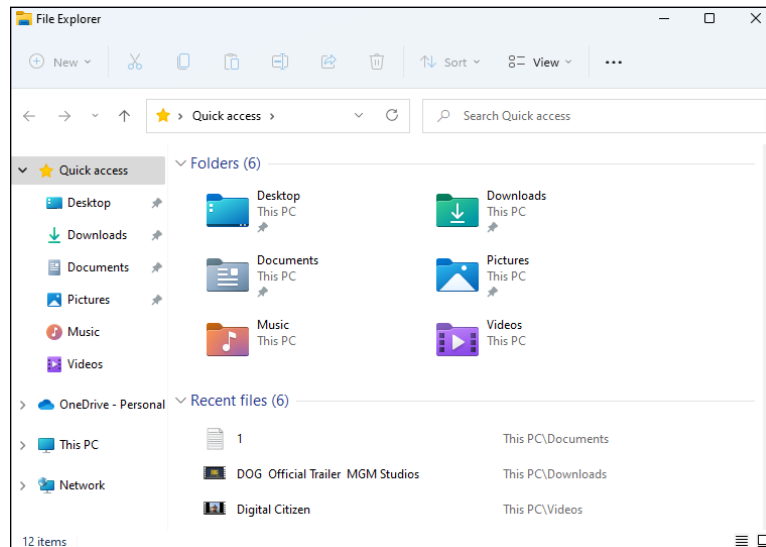 File Explorer
New
Sort
View
Quick access
Search Quick access
Quick access
Desktop
Downloads
Documents
Pictures
Music
Videos
OneDrive - Personal
This PC
Network
Folders (6)
Desktop
This PC
Downloads
This PC
Documents
This PC
Pictures
This PC
Music
This PC
Videos
This PC
Recent files (6)
1 This PC\Documents
DOG Official Trailer MGM Studios This PC\Downloads
Digital Citizen This PC\Videos
12 items